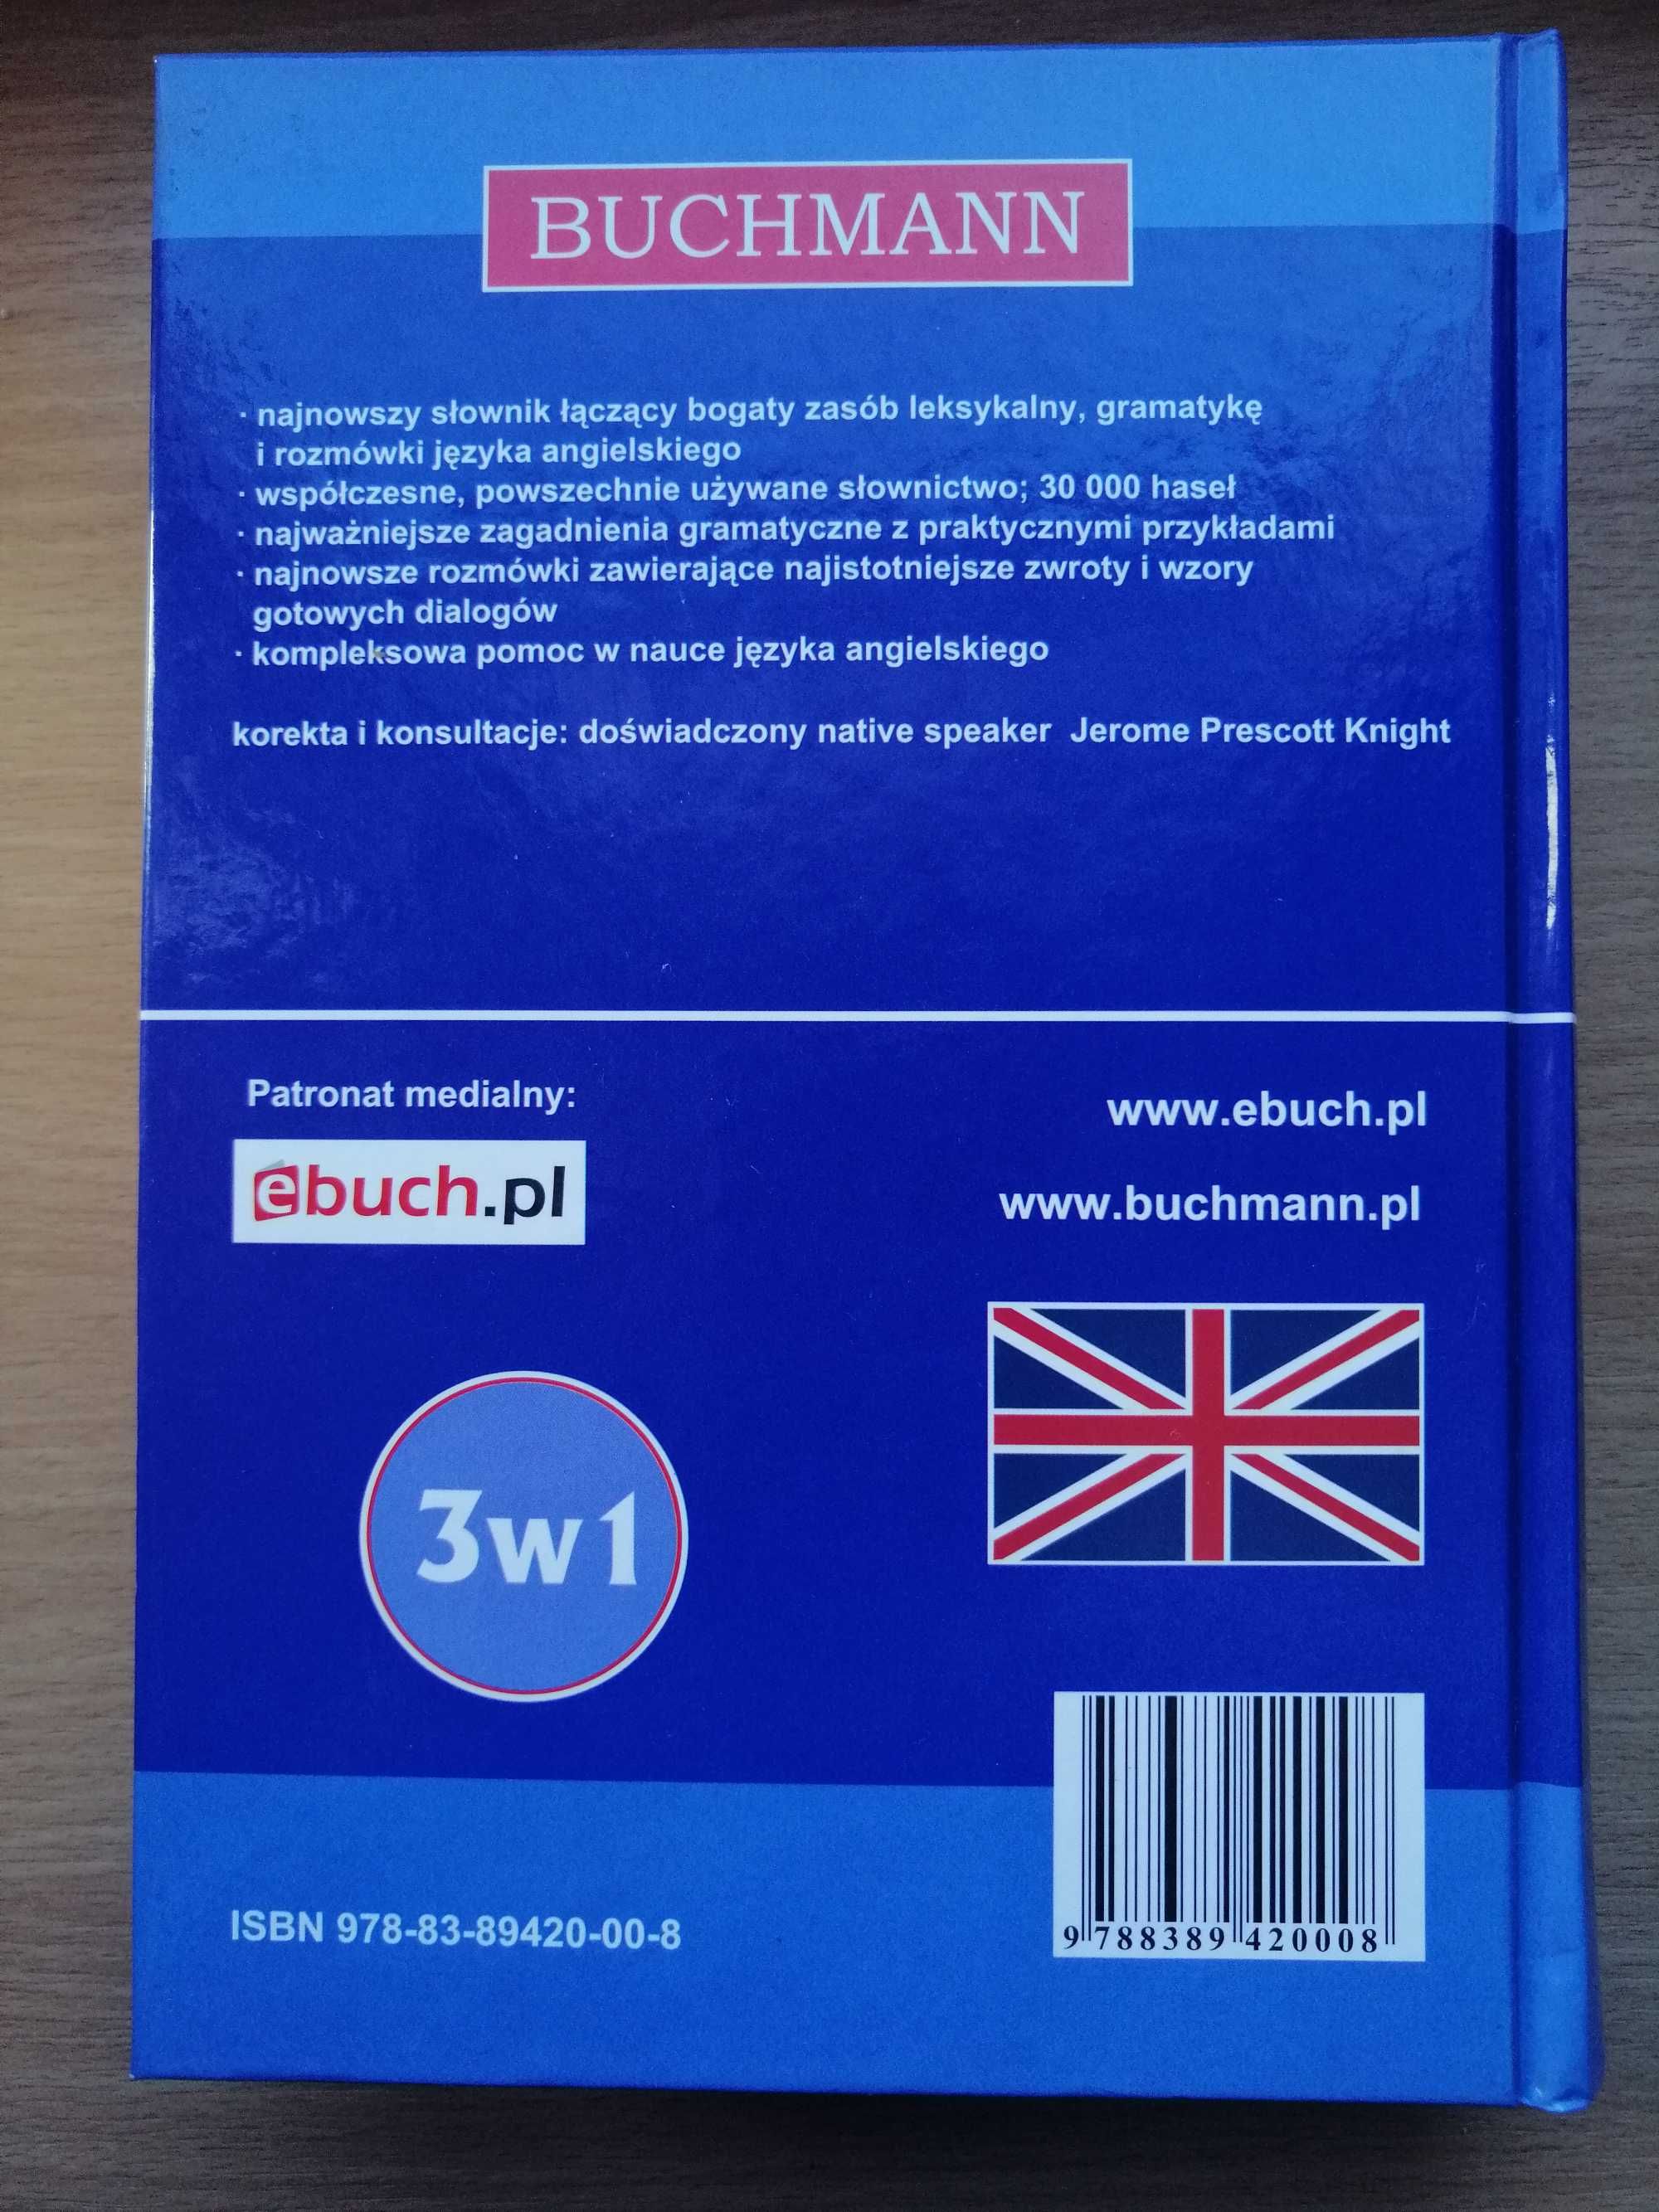 BUCHMANN
· najnowszy słownik łączący bogaty zasób leksykalny, gramatykę
i rozmówki języka angielskiego
· współczesne, powszechnie używane słownictwo; 30 000 haseł
· najważniejsze zagadnienia gramatyczne z praktycznymi przykładami
· najnowsze rozmówki zawierające najistotniejsze zwroty i wzory
gotowych dialogów
· kompleksowa pomoc w nauce języka angielskiego
korekta i konsultacje: doświadczony native speaker Jerome Prescott Knight
Patronat medialny:
ebuch.pl
www.ebuch.pl
www.buchmann.pl
3w1
ISBN 978-83-89420-00-8
9 788389 420008